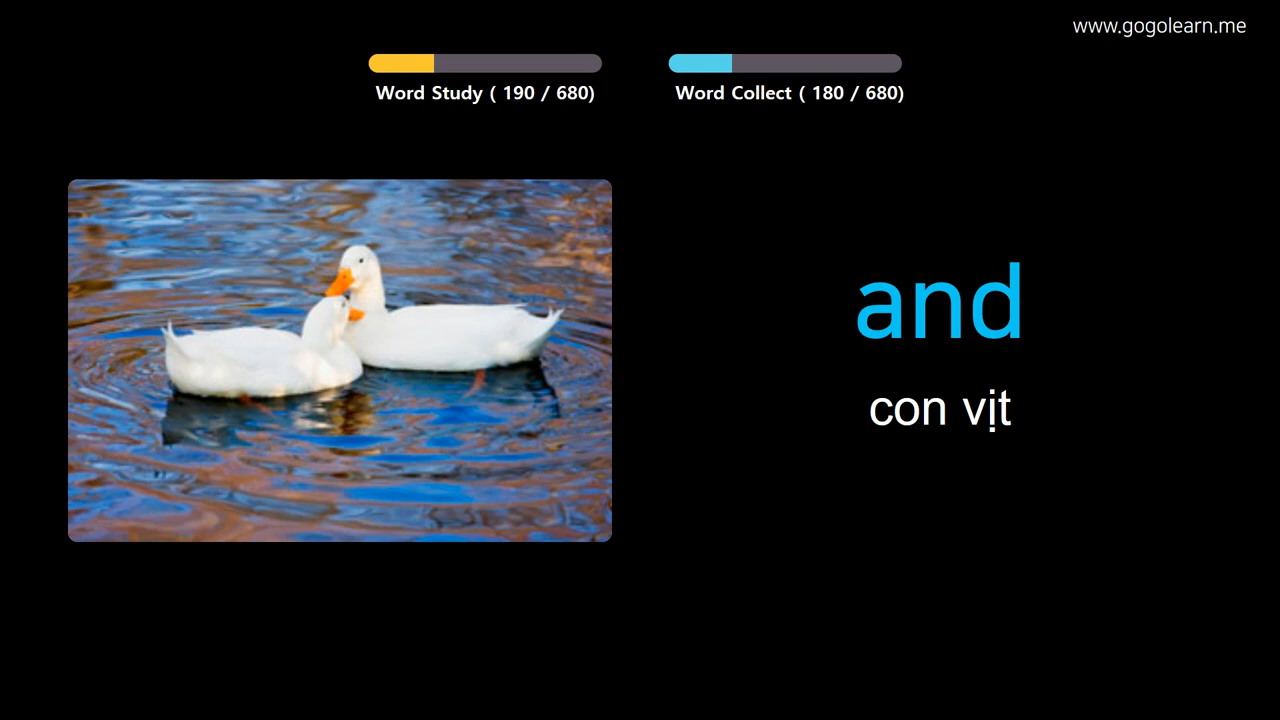 www.gogolearn.me
Word Study ( 190 / 680)
Word Collect ( 180 / 680)
and
con vịt